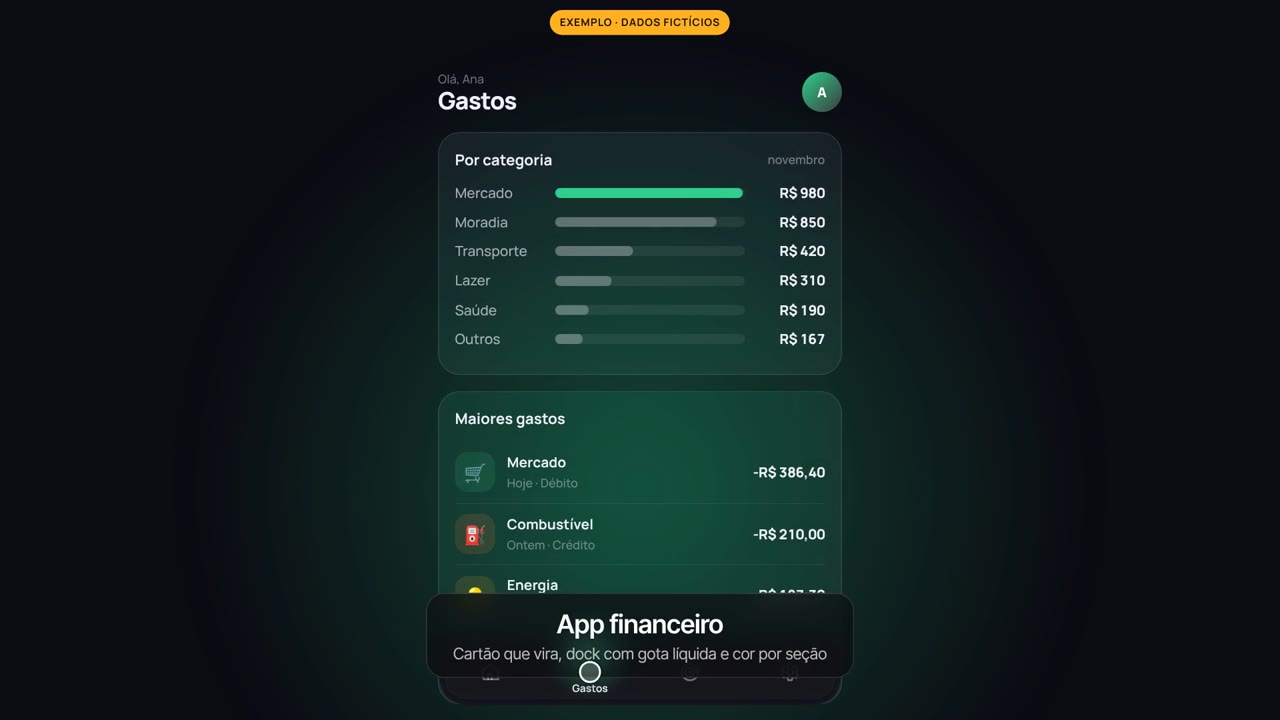 EXEMPLO · DADOS FICTÍCIOS
Olá, Ana
Gastos
A
Por categoria
novembro
Mercado
R$ 980
Moradia
R$ 850
Transporte
R$ 420
Lazer
R$ 310
Saúde
R$ 190
Outros
R$ 167
Maiores gastos
Mercado
-R$ 386,40
Hoje · Débito
Combustível
-R$ 210,00
Ontem · Crédito
Energia
App financeiro
Cartão que vira, dock com gota líquida e cor por seção
Gastos